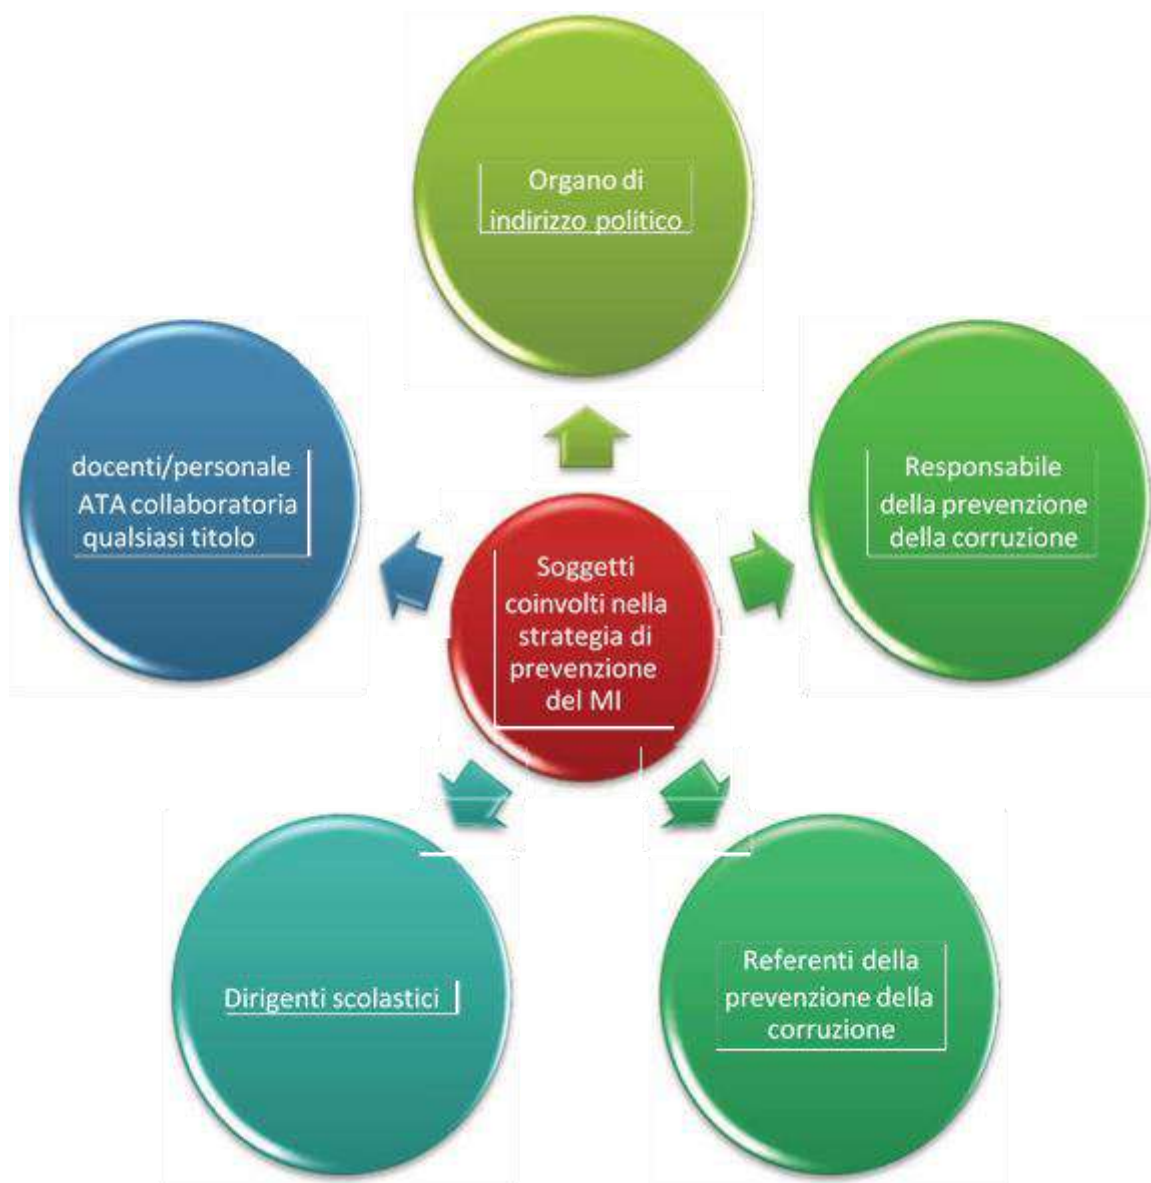 Organo di
indirizzo político
docenti/personale
ATA collaboratoria
qualsiasi titolo
Responsabile
della prevenzione
della corruzione
Soggetti
coinvolti nella
strategia di
prevenzione
del MI
Dirigenti scolastici
Referenti della
prevenzione della
corruzione